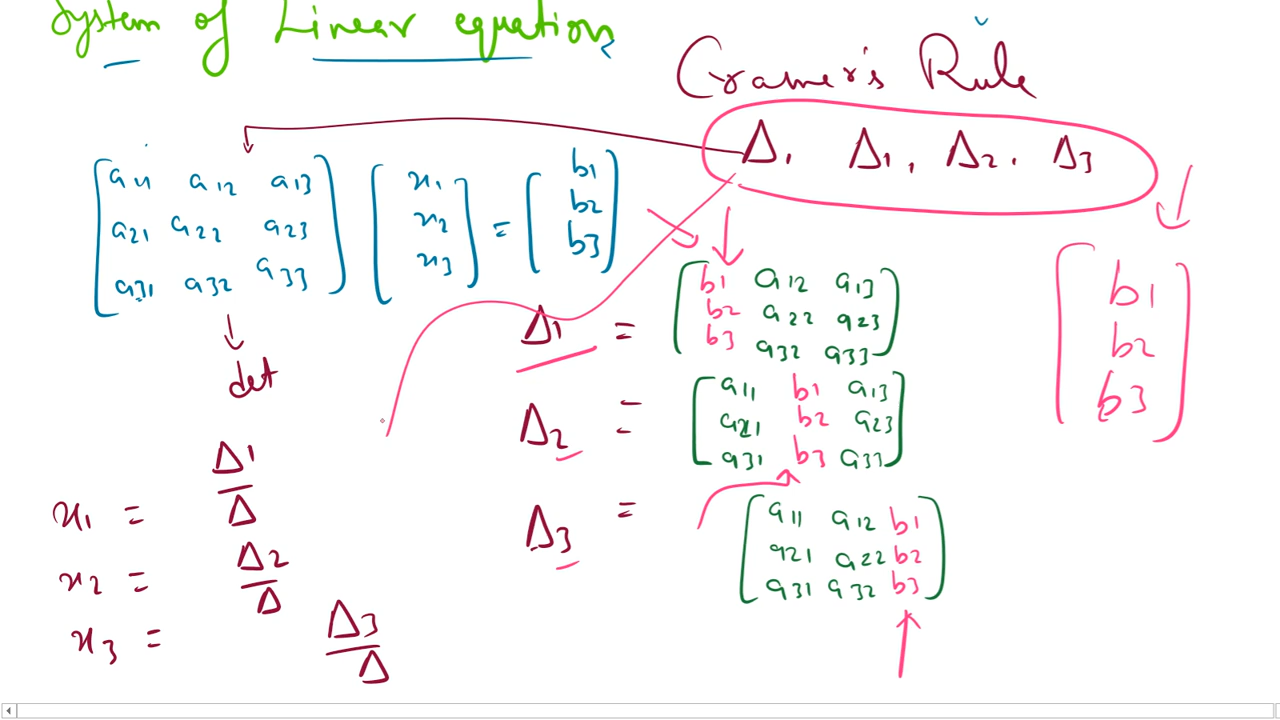 System of Linear equation
Cramer's Rule
Δ, Δ1, Δ2, Δ3
[a11 a12 a13] [x1] = [b1]
[a21 a22 a23] [x2] [b2]
[a31 a32 a33] [x3] [b3]
det
Δ1 = [b1 a12 a13]
[b2 a22 a23]
[b3 a32 a33]
Δ2 = [a11 b1 a13]
[a21 b2 a23]
[a31 b3 a33]
Δ3 = [a11 a12 b1]
[a21 a22 b2]
[a31 a32 b3]
[b1]
[b2]
[b3]
x1 = Δ1/Δ
x2 = Δ2/Δ
x3 = Δ3/Δ